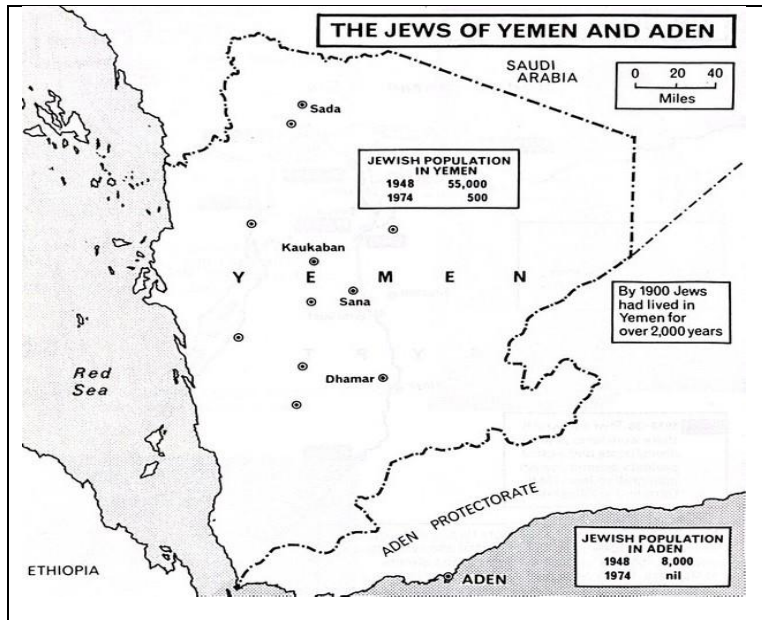 THE JEWS OF YEMEN AND ADEN
SAUDI
ARABIA
0 20 40
Miles
Sada
JEWISH POPULATION
IN YEMEN
1948 55,000
1974 500
Kaukaban
Y E M E N
Sana
By 1900 Jews
had lived in
Yemen for
over 2,000 years
Red
Sea
Dhamar
ADEN PROTECTORATE
JEWISH POPULATION
IN ADEN
1948 8,000
1974 nil
ETHIOPIA
ADEN